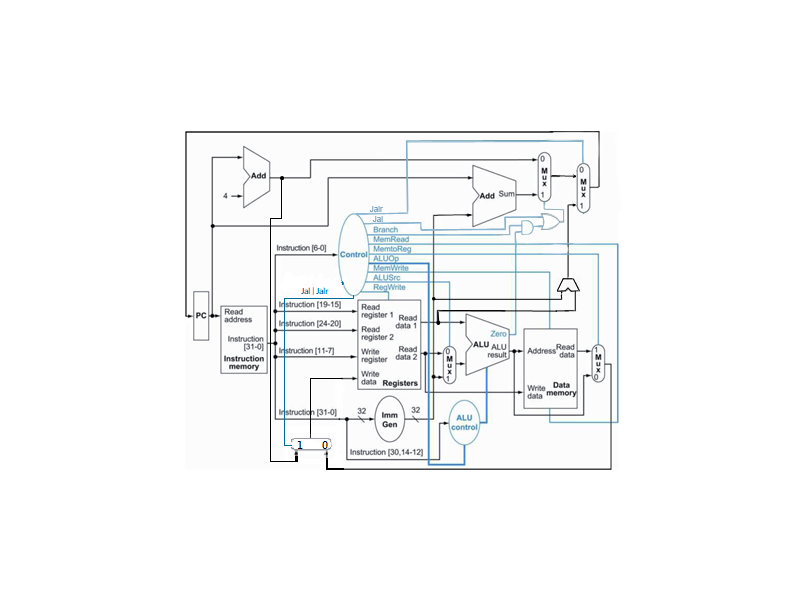 Add
4
0
Mux
1
0
Mux
1
Add
Sum
Jalr
Jal
Branch
MemRead
MemtoReg
ALUOp
MemWrite
ALUSrc
RegWrite
Control
Instruction [6-0]
Jal | Jalr
PC
Read
address
Instruction
[31-0]
Instruction
memory
Instruction [19-15]
Instruction [24-20]
Instruction [11-7]
Instruction [31-0]
Read
register 1
Read
register 2
Write
register
Write
data
Read
data 1
Read
data 2
Registers
0
Mux
1
ALU
Zero
ALU
result
Address
Read
data
Write
data
Data
memory
1
Mux
0
32
Imm
Gen
32
ALU
control
1 0
Instruction [30,14-12]